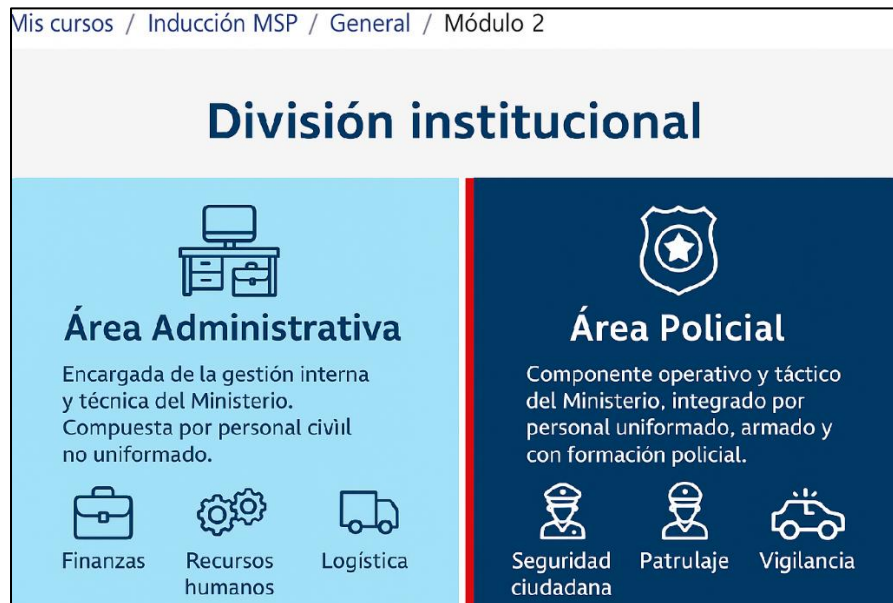 Mis cursos / Inducción MSP / General / Módulo 2
División institucional
Área Administrativa
Encargada de la gestión interna
y técnica del Ministerio.
Compuesta por personal civìıl
no uniformado.
Finanzas
Recursos
humanos
Logística
Área Policial
Componente operativo y táctico
del Ministerio, integrado por
personal uniformado, armado y
con formación policial.
Seguridad
ciudadana
Patrulaje
Vigilancia